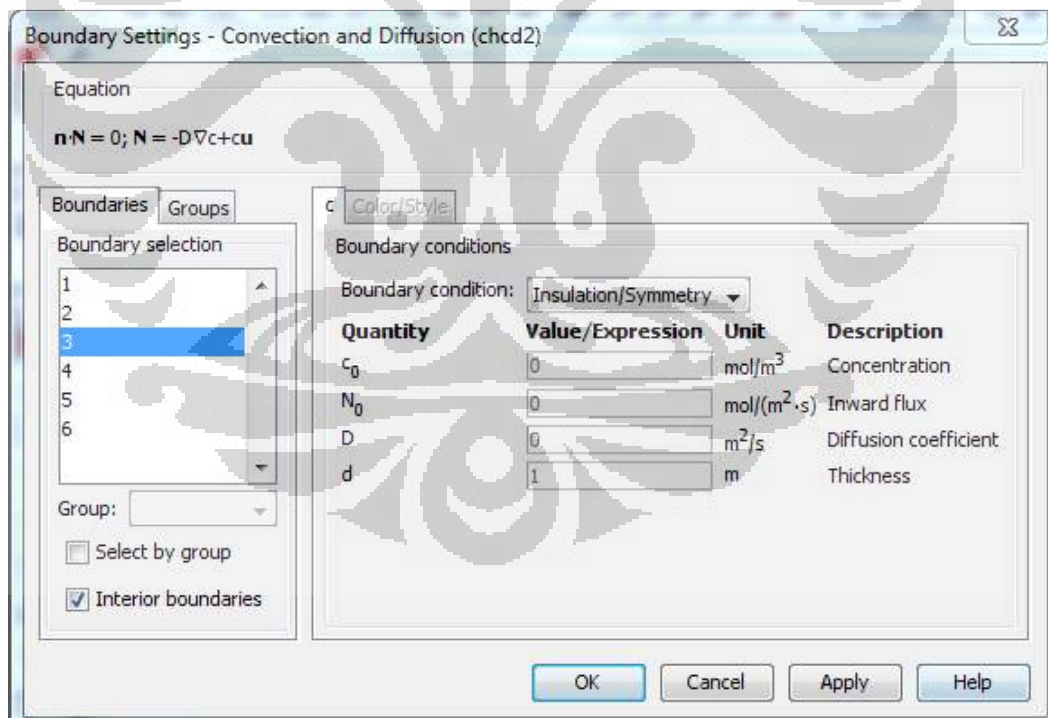 Boundary Settings - Convection and Diffusion (chcd2)
Equation
n·N = 0; N = -D∇c+cu
Boundaries Groups
Boundary selection
1
2
3
4
5
6
Group:
Select by group
Interior boundaries
c Color/Style
Boundary conditions
Boundary condition: Insulation/Symmetry
Quantity Value/Expression Unit Description
c₀ 0 mol/m³ Concentration
N₀ 0 mol/(m²·s) Inward flux
D 0 m²/s Diffusion coefficient
d 1 m Thickness
OK Cancel Apply Help